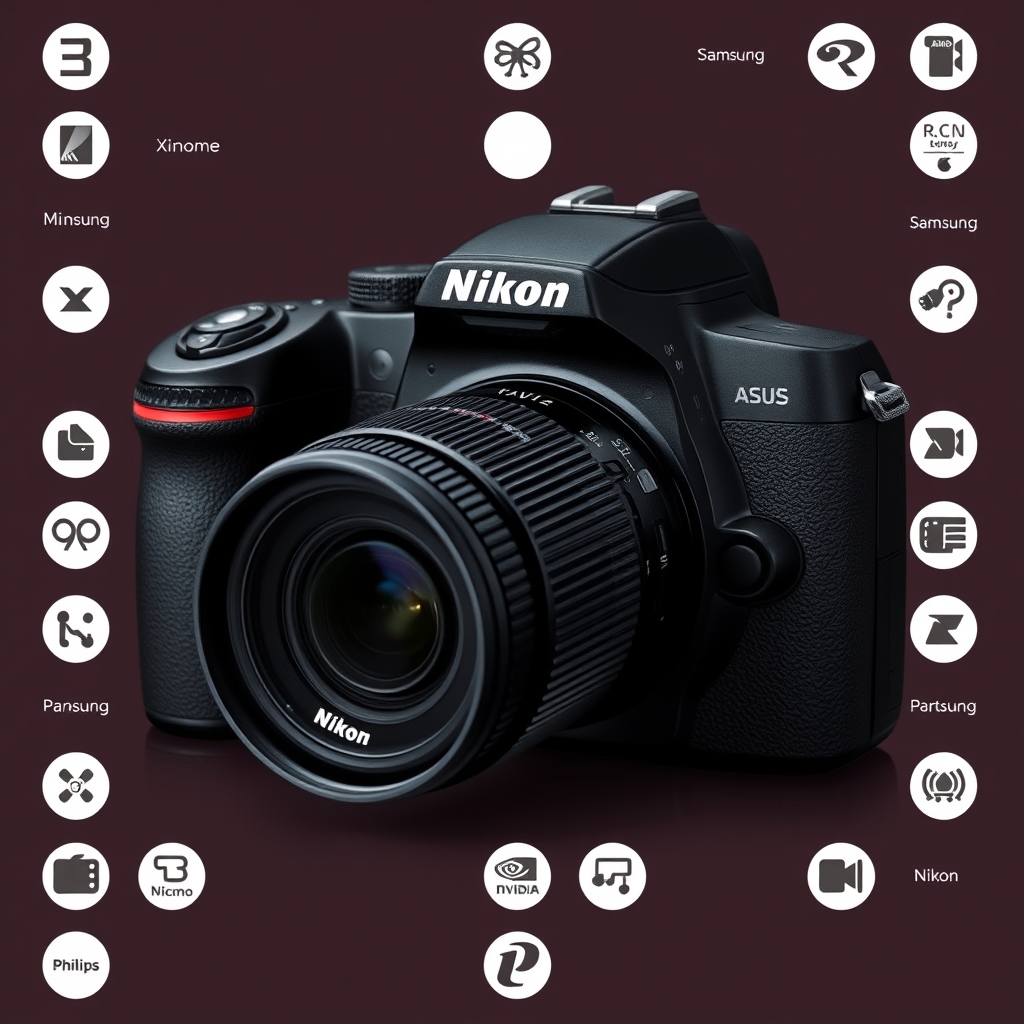 Samsung
R.CN
Xinome
Minsung
Samsung
Nikon
ASUS
Nikon
Pansung
Partsung
Nicmo
NVIDIA
Nikon
Philips